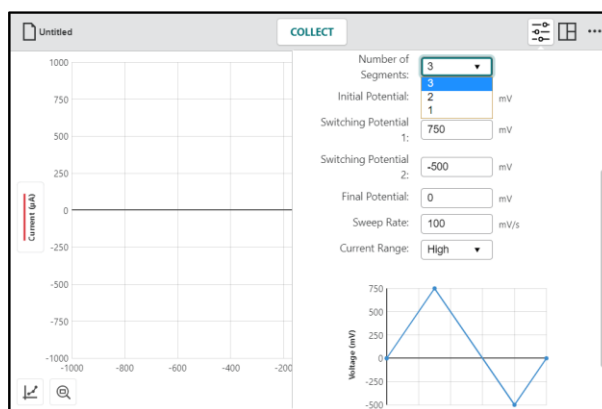 Untitled
COLLECT
1000
750
500
250
0
-250
-500
-750
-1000
Current (µA)
-1000
-800
-600
-400
-200
Number of
Segments:
3
3
2
1
Initial Potential:
mV
Switching Potential
1:
750
mV
Switching Potential
2:
-500
mV
Final Potential:
0
mV
Sweep Rate:
100
mV/s
Current Range:
High
750
500
250
0
-250
-500
Voltage (mV)